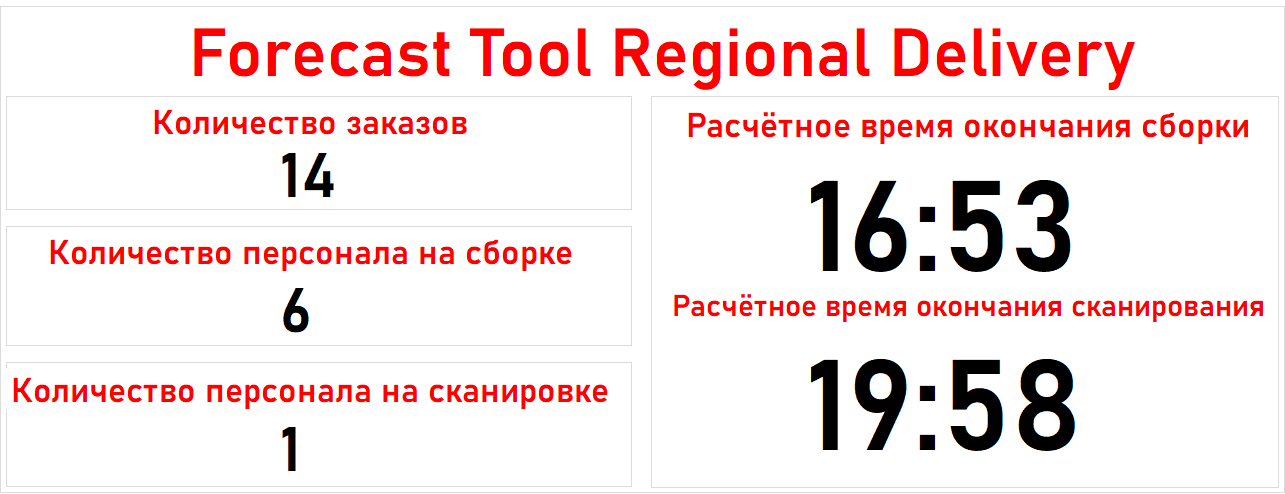 Forecast Tool Regional Delivery
Количество заказов
14
Количество персонала на сборке
6
Количество персонала на сканировке
1
Расчётное время окончания сборки
16:53
Расчётное время окончания сканирования
19:58